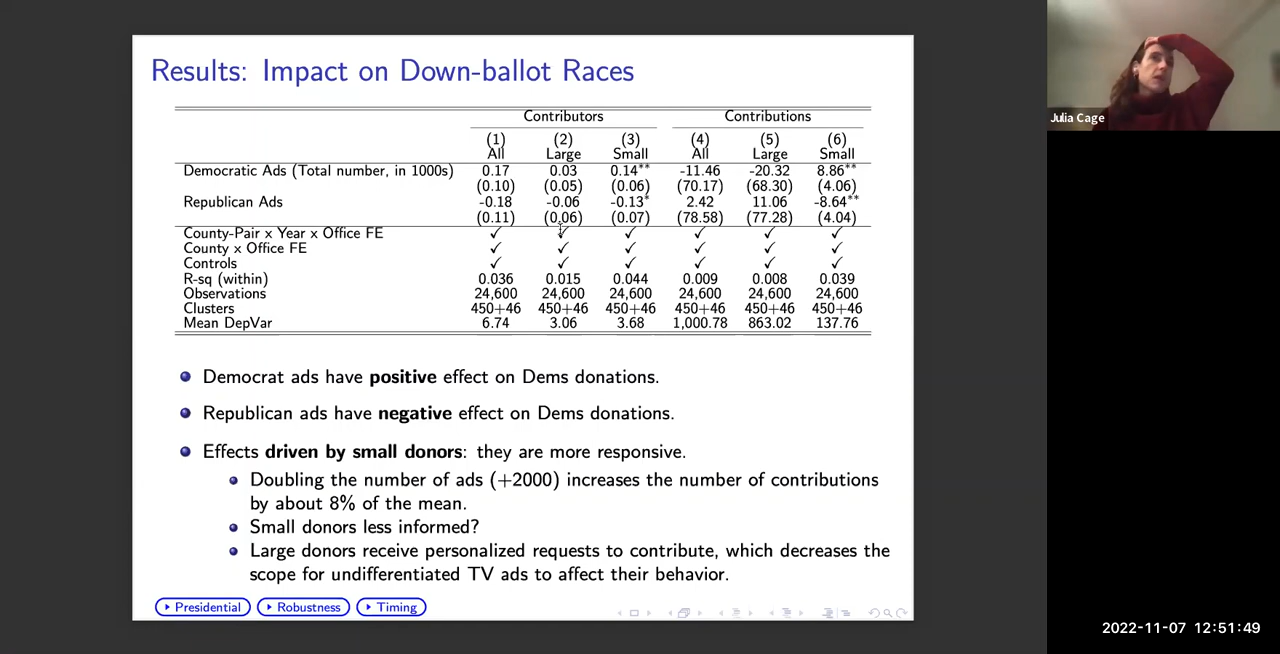 Results: Impact on Down-ballot Races
Contributors Contributions
(1) (2) (3) (4) (5) (6)
All Large Small All Large Small
Democratic Ads (Total number, in 1000s) 0.17 0.03 0.14** -11.46 -20.32 8.86**
(0.10) (0.05) (0.06) (70.17) (68.30) (4.06)
Republican Ads -0.18 -0.06 -0.13* 2.42 11.06 -8.64**
(0.11) (0.06) (0.07) (78.58) (77.28) (4.04)
County-Pair x Year x Office FE ✓ ✓ ✓ ✓ ✓ ✓
County x Office FE ✓ ✓ ✓ ✓ ✓ ✓
Controls ✓ ✓ ✓ ✓ ✓ ✓
R-sq (within) 0.036 0.015 0.044 0.009 0.008 0.039
Observations 24,600 24,600 24,600 24,600 24,600 24,600
Clusters 450+46 450+46 450+46 450+46 450+46 450+46
Mean DepVar 6.74 3.06 3.68 1,000.78 863.02 137.76
Democrat ads have positive effect on Dems donations.
Republican ads have negative effect on Dems donations.
Effects driven by small donors: they are more responsive.
Doubling the number of ads (+2000) increases the number of contributions
by about 8% of the mean.
Small donors less informed?
Large donors receive personalized requests to contribute, which decreases the
scope for undifferentiated TV ads to affect their behavior.
Presidential Robustness Timing
Julia Cage
2022-11-07 12:51:49